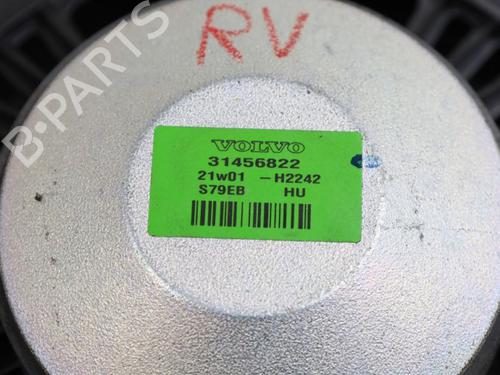 RV
VOLVO
31456822
21w01 -H2242
S79EB HU
B-PARTS